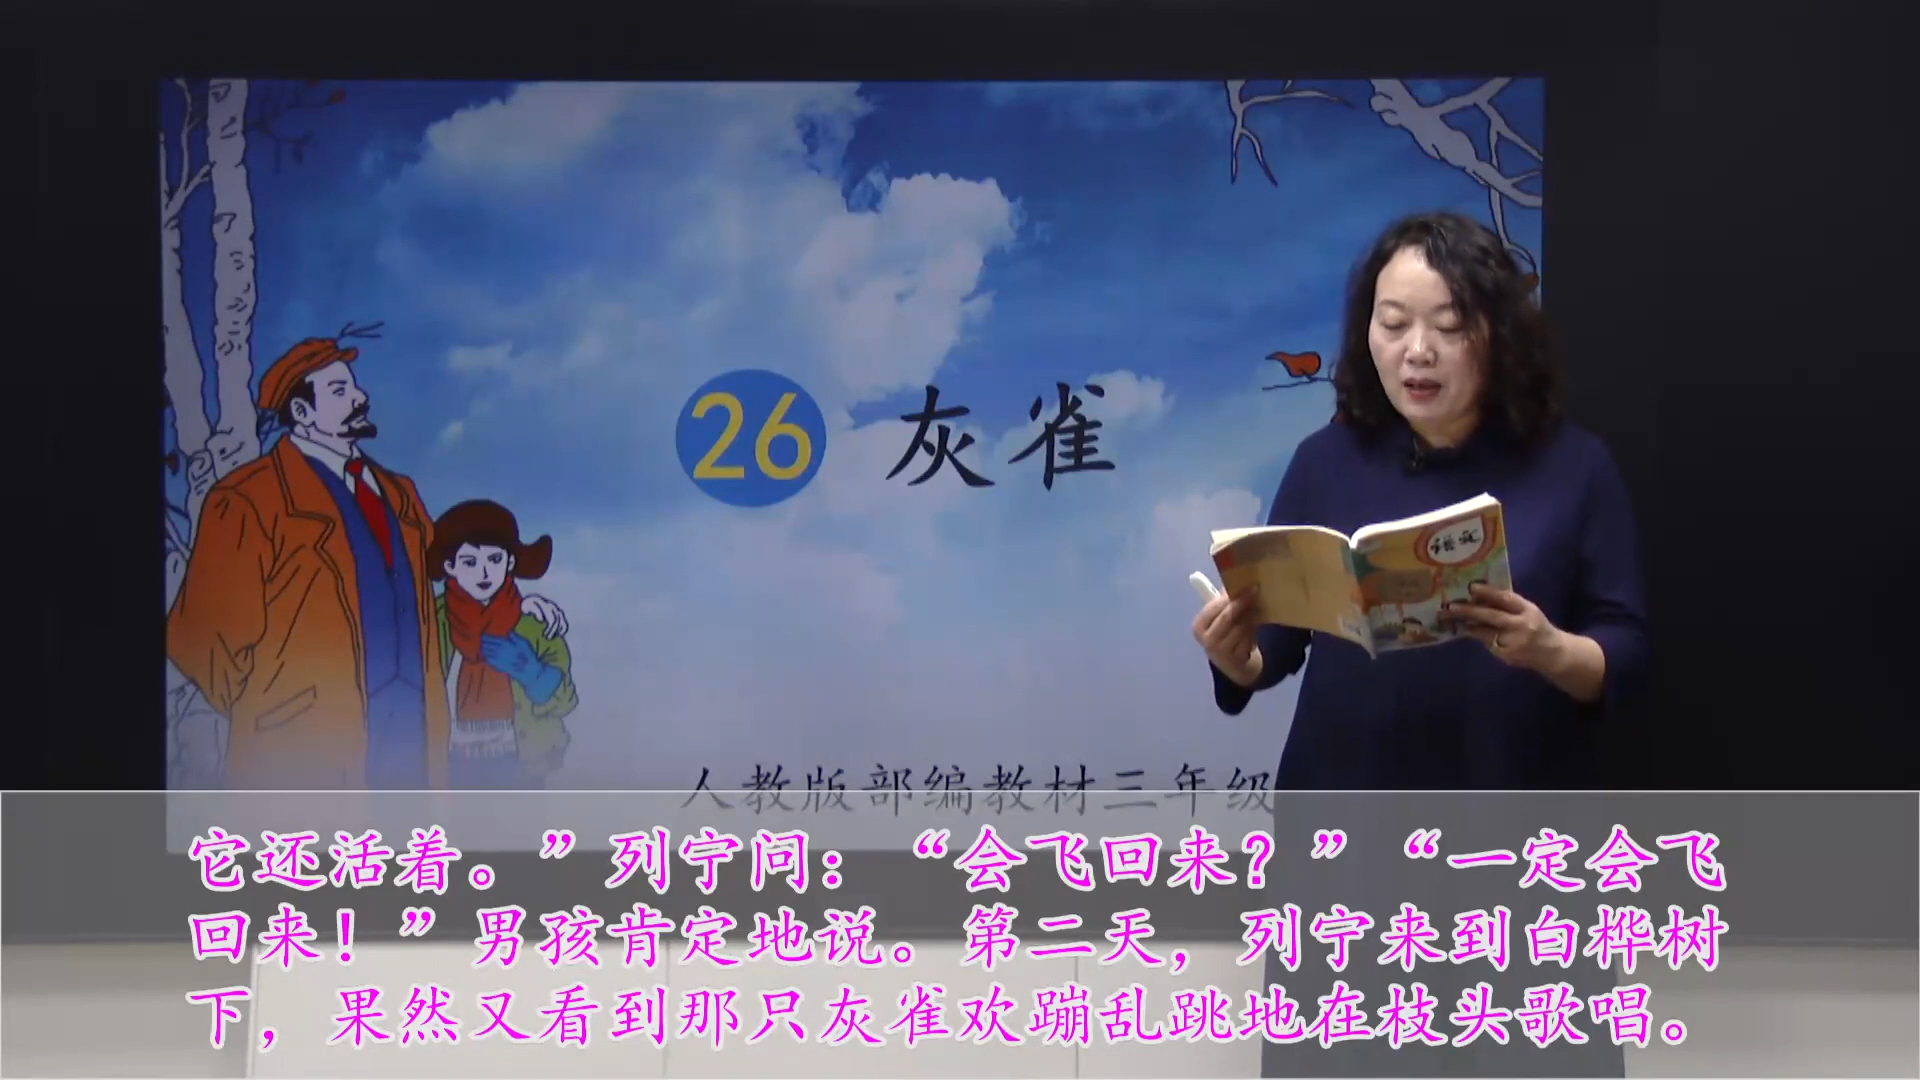 26 灰雀
语文
人教版部编教材三年级
它还活着。”列宁问：“会飞回来？”“一定会飞
回来！”男孩肯定地说。第二天，列宁来到白桦树
下，果然又看到那只灰雀欢蹦乱跳地在枝头歌唱。